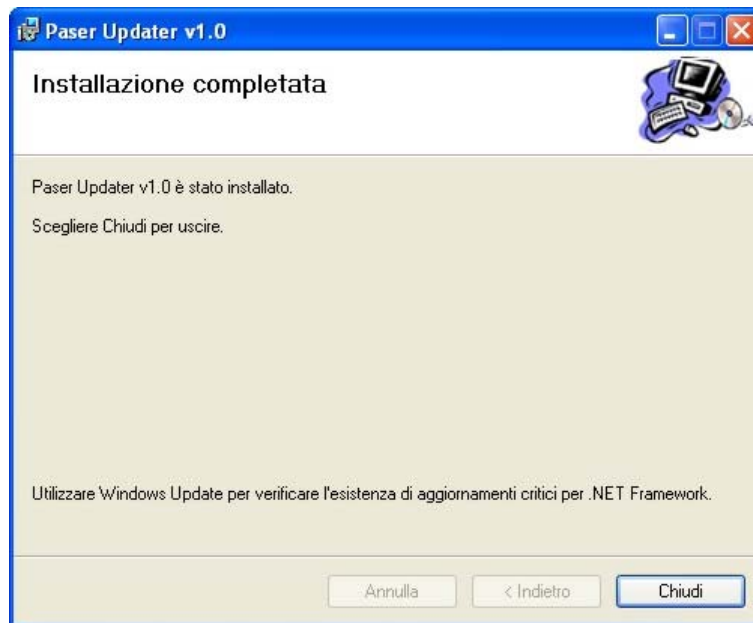 Paser Updater v1.0
Installazione completata
Paser Updater v1.0 è stato installato.
Scegliere Chiudi per uscire.
Utilizzare Windows Update per verificare l'esistenza di aggiornamenti critici per .NET Framework.
Annulla
< Indietro
Chiudi